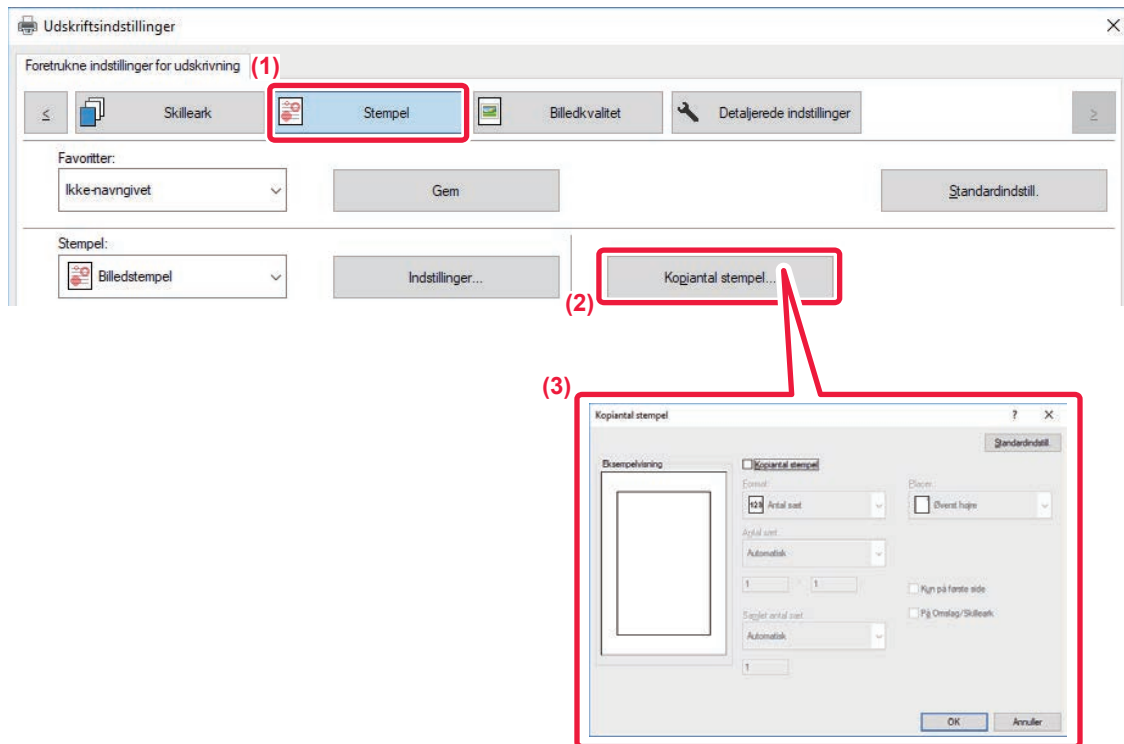 Udskriftsindstillinger
Foretrukne indstillinger for udskrivning
(1)
≤ Skilleark Stempel Billedkvalitet Detaljerede indstillinger ≥
Favoritter:
Ikke-navngivet Gem Standardindstill.
Stempel:
Billedstempel Indstillinger... Kopiantal stempel...
(2)
(3)
Kopiantal stempel ? X
Standardindstill.
Eksempelvisning Kopiantal stempel
Format: Placer:
123 Antal sæt Øverst højre
Antal sæt:
Automatisk
1 - 1 Kun på første side
Samlet antal sæt: På Omslag/Skilleark
Automatisk
1
OK Annuller